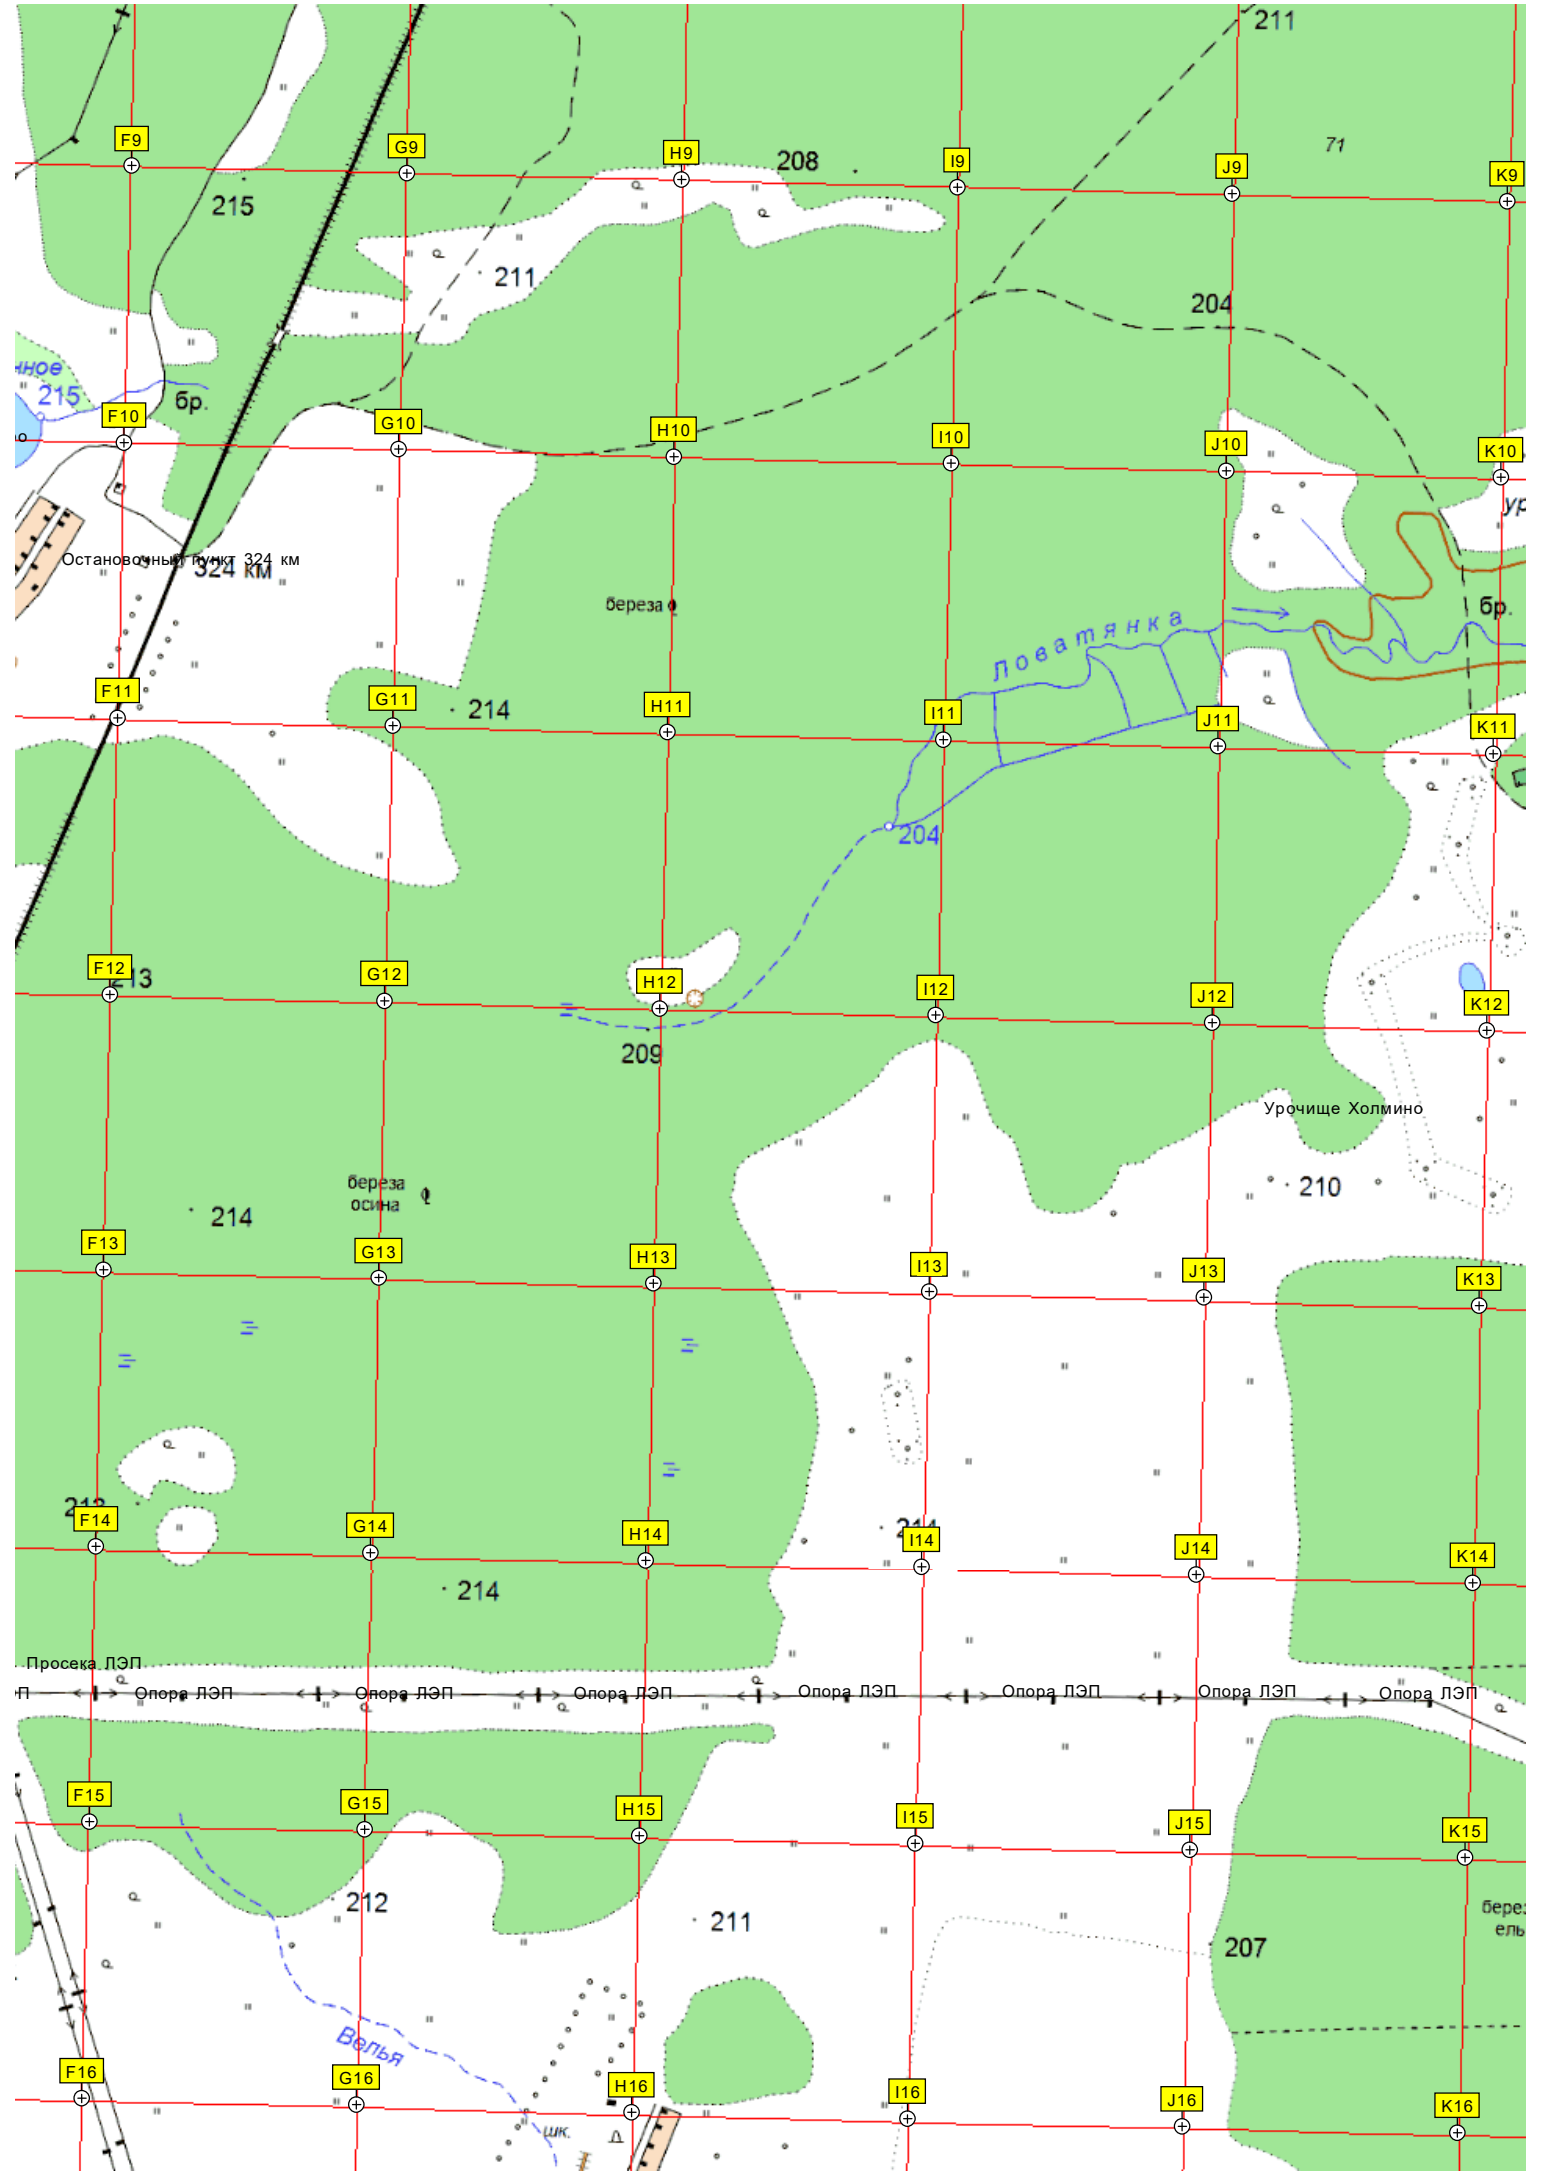 211
71
F9
G9
H9
208
I9
J9
K9
215
211
204
215
бр.
F10
G10
H10
I10
J10
K10
Остановочный пункт 324 км
324 км
береза
Ловатянка
бр.
F11
G11
214
H11
I11
J11
K11
204
F12
213
G12
H12
I12
J12
K12
209
Урочище Холмино
береза
осина
214
210
F13
G13
H13
I13
J13
K13
213
F14
G14
H14
214
I14
J14
K14
214
Просека ЛЭП
Опора ЛЭП
Опора ЛЭП
Опора ЛЭП
Опора ЛЭП
Опора ЛЭП
Опора ЛЭП
Опора ЛЭП
F15
G15
H15
I15
J15
K15
212
211
207
ель
Велья
F16
G16
H16
I16
J16
K16
шк.